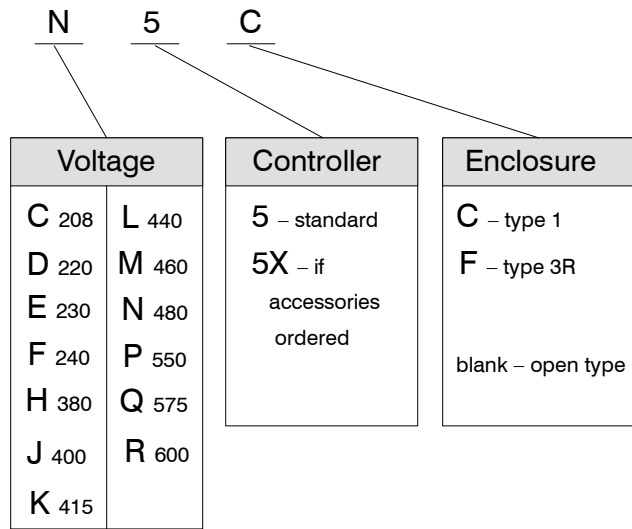 N 5 C
Voltage
C 208
D 220
E 230
F 240
H 380
J 400
K 415
L 440
M 460
N 480
P 550
Q 575
R 600
Controller
5 – standard
5X – if
accessories
ordered
Enclosure
C – type 1
F – type 3R
blank – open type